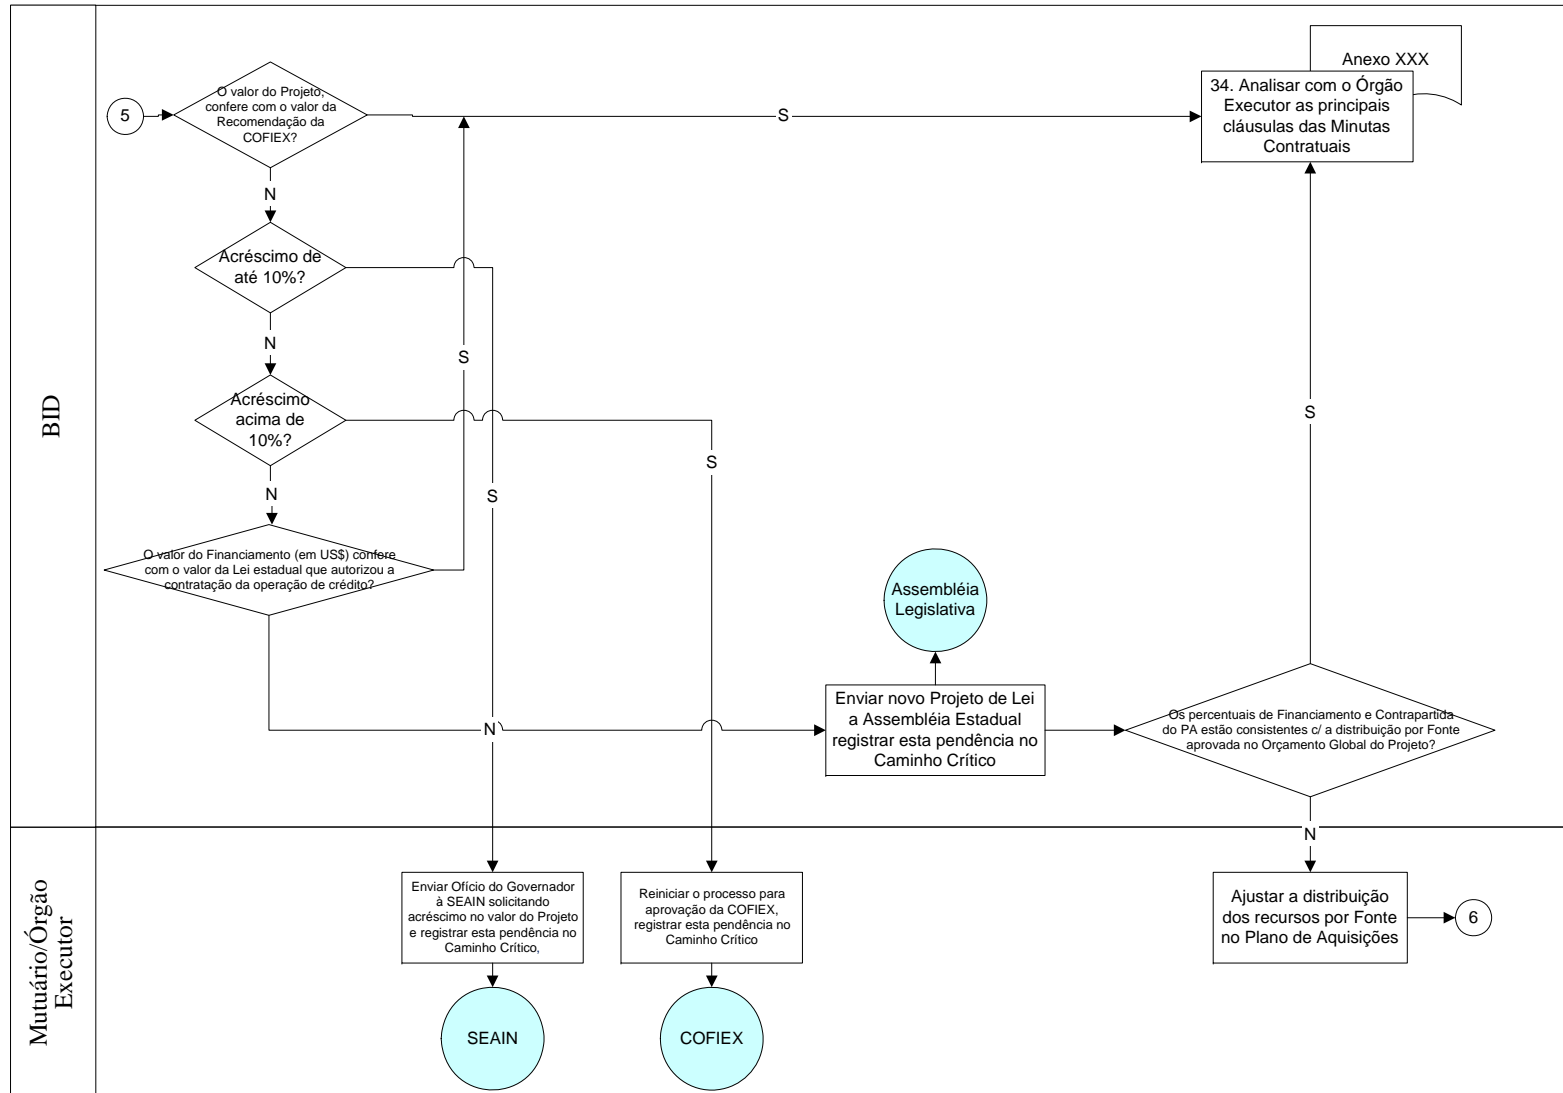 BID
Mutuário/Órgão
Executor
5
O valor do Projeto,
confere com o valor da
Recomendação da
COFIEX?
S
Anexo XXX
34. Analisar com o Órgão
Executor as principais
cláusulas das Minutas
Contratuais
N
Acréscimo de
até 10%?
N
S
Acréscimo
acima de
10%?
S
S
N
S
O valor do Financiamento (em US$) confere
com o valor da Lei estadual que autorizou a
contratação da operação de crédito?
Assembléia
Legislativa
N
Enviar novo Projeto de Lei
a Assembléia Estadual
registrar esta pendência no
Caminho Crítico
Os percentuais de Financiamento e Contrapartida
do PA estão consistentes c/ a distribuição por Fonte
aprovada no Orçamento Global do Projeto?
N
Enviar Ofício do Governador
à SEAIN solicitando
acréscimo no valor do Projeto
e registrar esta pendência no
Caminho Crítico,
Reiniciar o processo para
aprovação da COFIEX,
registrar esta pendência no
Caminho Crítico
Ajustar a distribuição
dos recursos por Fonte
no Plano de Aquisições
6
SEAIN
COFIEX